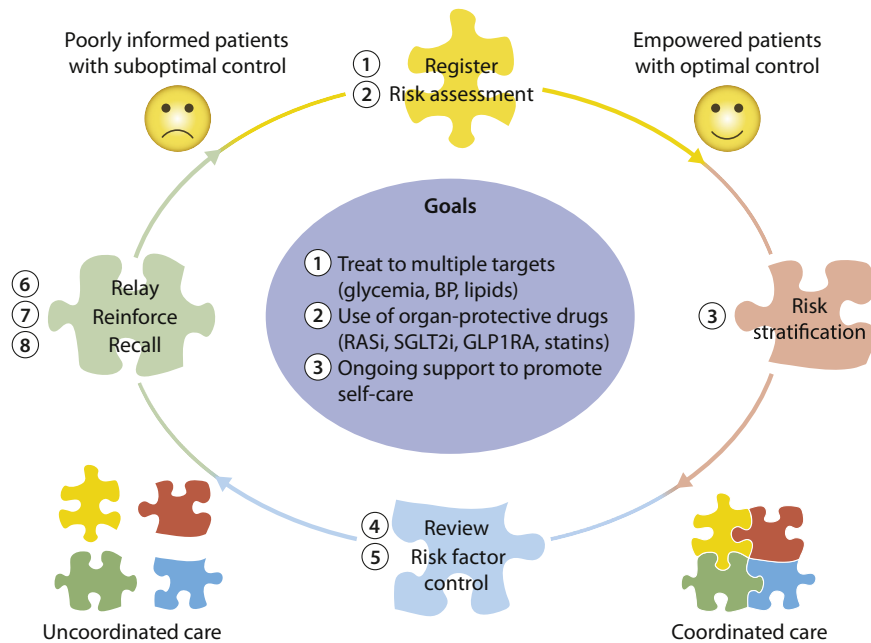 Poorly informed patients
with suboptimal control
1 Register
2 Risk assessment
Empowered patients
with optimal control
Goals
1 Treat to multiple targets
(glycemia, BP, lipids)
2 Use of organ-protective drugs
(RASi, SGLT2i, GLP1RA, statins)
3 Ongoing support to promote
self-care
6 Relay
7 Reinforce
8 Recall
3 Risk
stratification
4 Review
5 Risk factor
control
Uncoordinated care
Coordinated care